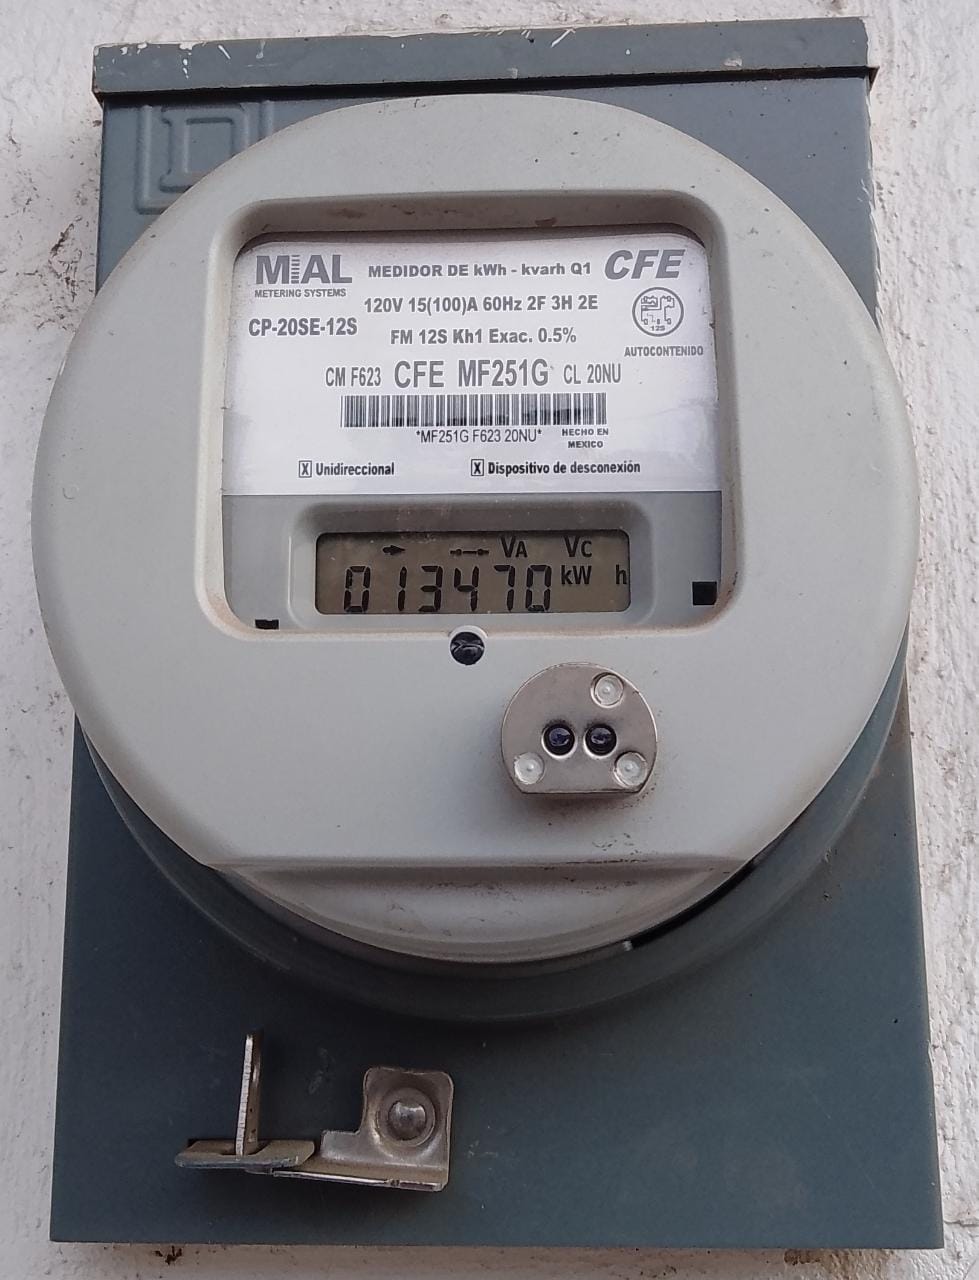 MIAL
METERING SYSTEMS
MEDIDOR DE kWh - kvarh Q1
CFE
120V 15(100)A 60Hz 2F 3H 2E
CP-20SE-12S
FM 12S Kh1 Exac. 0.5%
12S
AUTOCONTENIDO
CM F623 CFE MF251G CL 20NU
*MF251G F623 20NU*
HECHO EN
MEXICO
X Unidireccional
X Dispositivo de desconexión
VA VC
013470 kW h